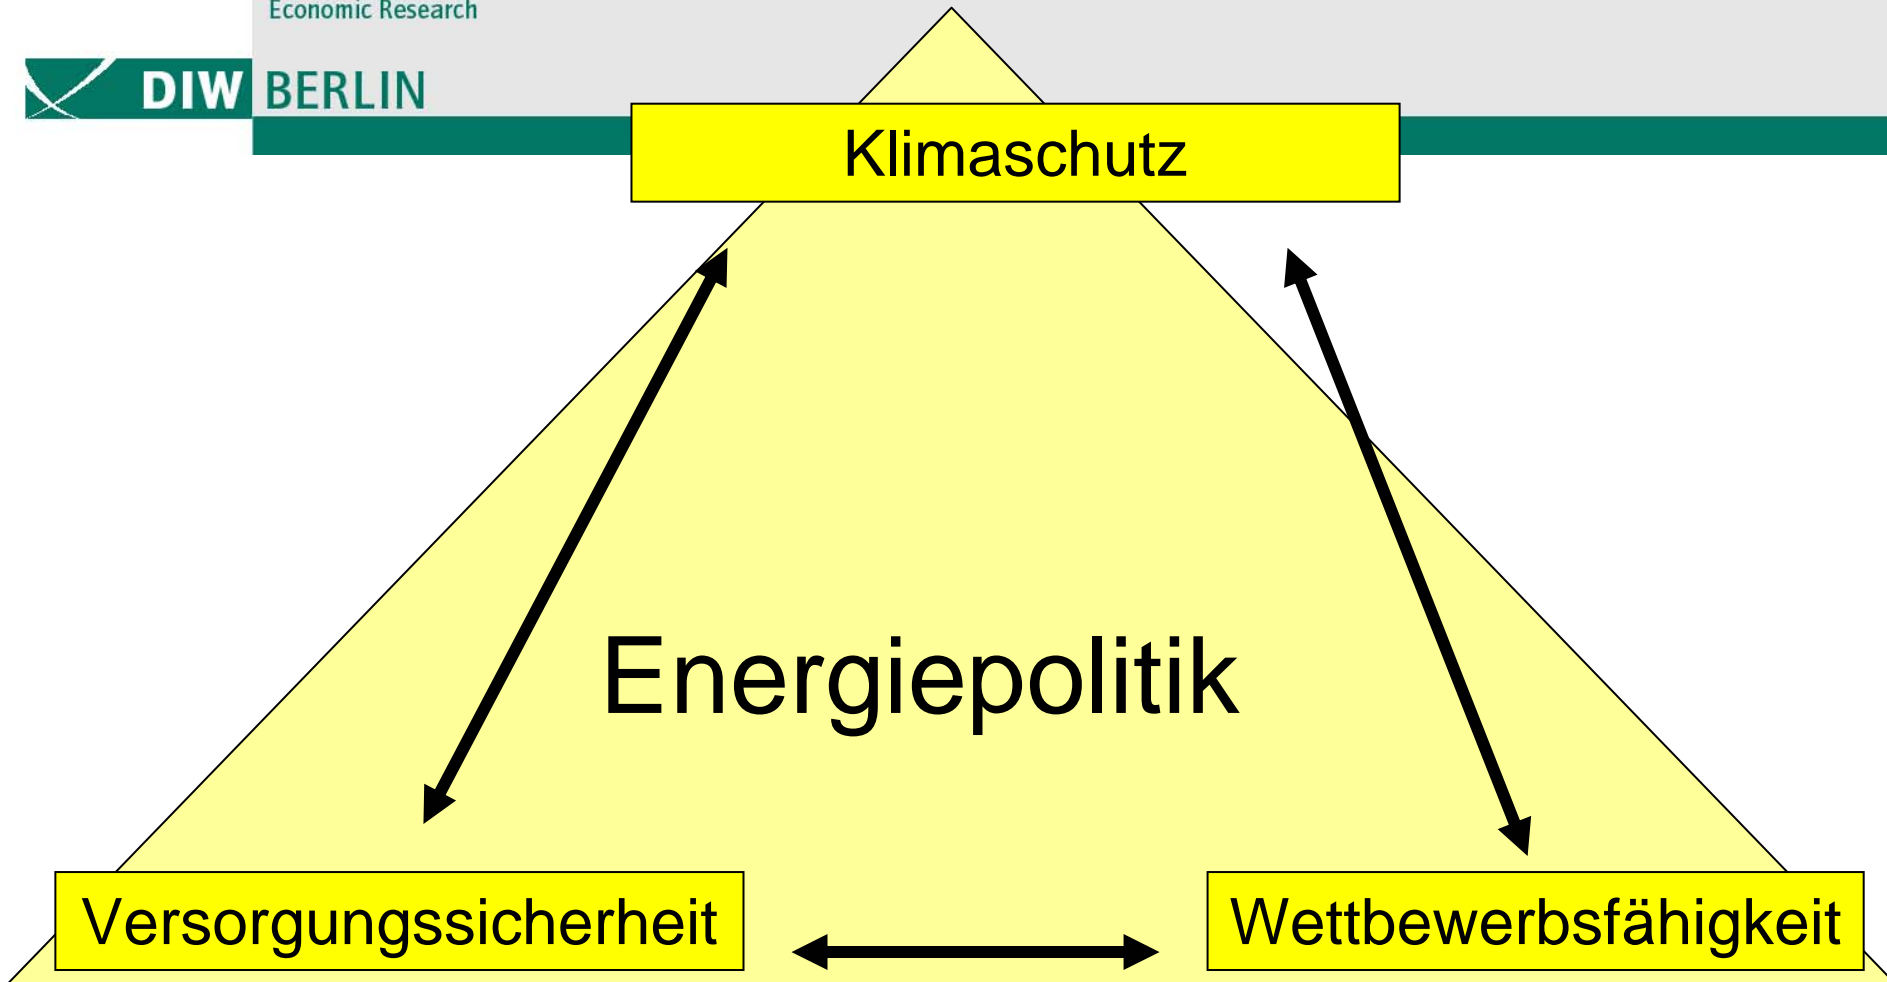 Economic Research
DIW BERLIN
Klimaschutz
Energiepolitik
Versorgungssicherheit
Wettbewerbsfähigkeit